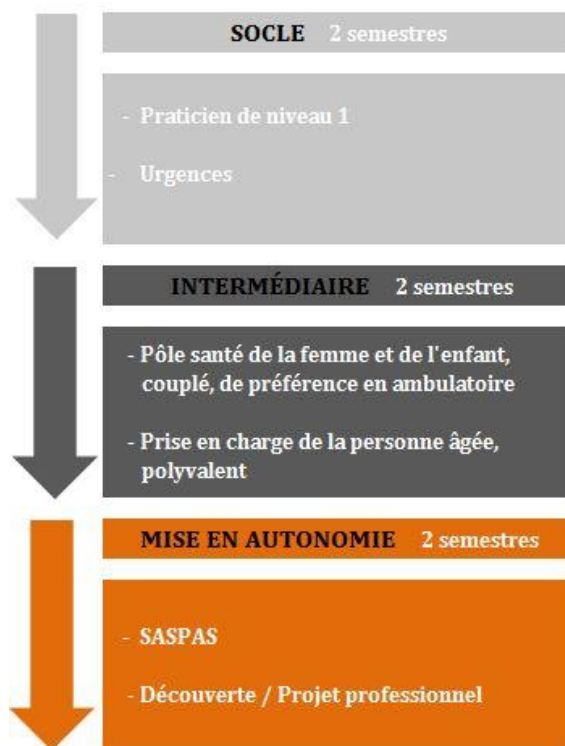 SOCLE 2 semestres
- Praticien de niveau 1
- Urgences
INTERMÉDIAIRE 2 semestres
- Pôle santé de la femme et de l'enfant,
couplé, de préférence en ambulatoire
- Prise en charge de la personne âgée,
polyvalent
MISE EN AUTONOMIE 2 semestres
- SASPAS
- Découverte / Projet professionnel